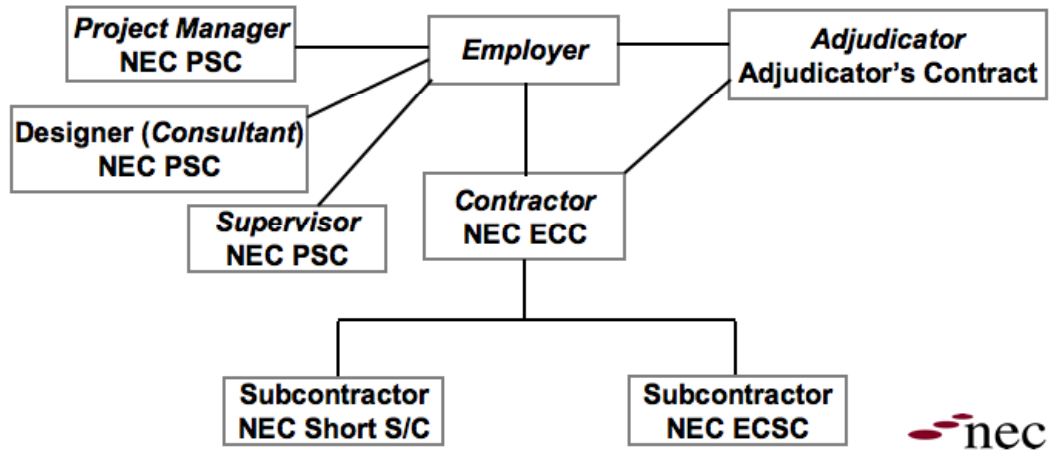 Project Manager
NEC PSC
Employer
Adjudicator
Adjudicator's Contract
Designer (Consultant)
NEC PSC
Supervisor
NEC PSC
Contractor
NEC ECC
Subcontractor
NEC Short S/C
Subcontractor
NEC ECSC
nec